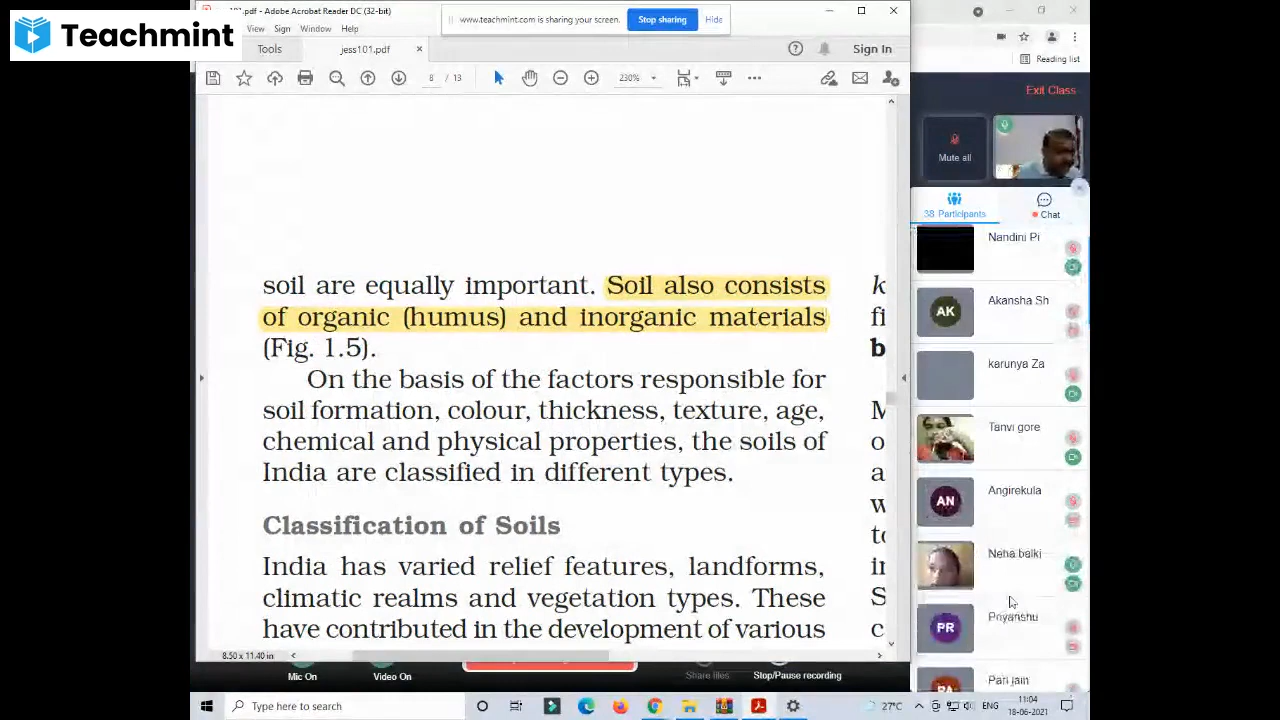 Teachmint
101.pdf - Adobe Acrobat Reader DC (32-bit)
www.teachmint.com is sharing your screen.
Stop sharing
Hide
View Sign Window Help
Tools
jess101.pdf
Sign In
8 / 13
230%
Reading list
Exit Class
Mute all
38 Participants
Chat
Nandini Pi
AK
Akansha Sh
karunya Za
Tanvi gore
AN
Angirekula
Neha balki
PR
Priyanshu
Pari jain
soil are equally important. Soil also consists
of organic (humus) and inorganic materials
(Fig. 1.5).
On the basis of the factors responsible for
soil formation, colour, thickness, texture, age,
chemical and physical properties, the soils of
India are classified in different types.
Classification of Soils
India has varied relief features, landforms,
climatic realms and vegetation types. These
have contributed in the development of various
k
fi
b
M
o
a
w
to
in
S
c
8.50 x 11.40 in
Mic On
Video On
Share files
Stop/Pause recording
Type here to search
27°C
ENG
11:04
18-06-2021